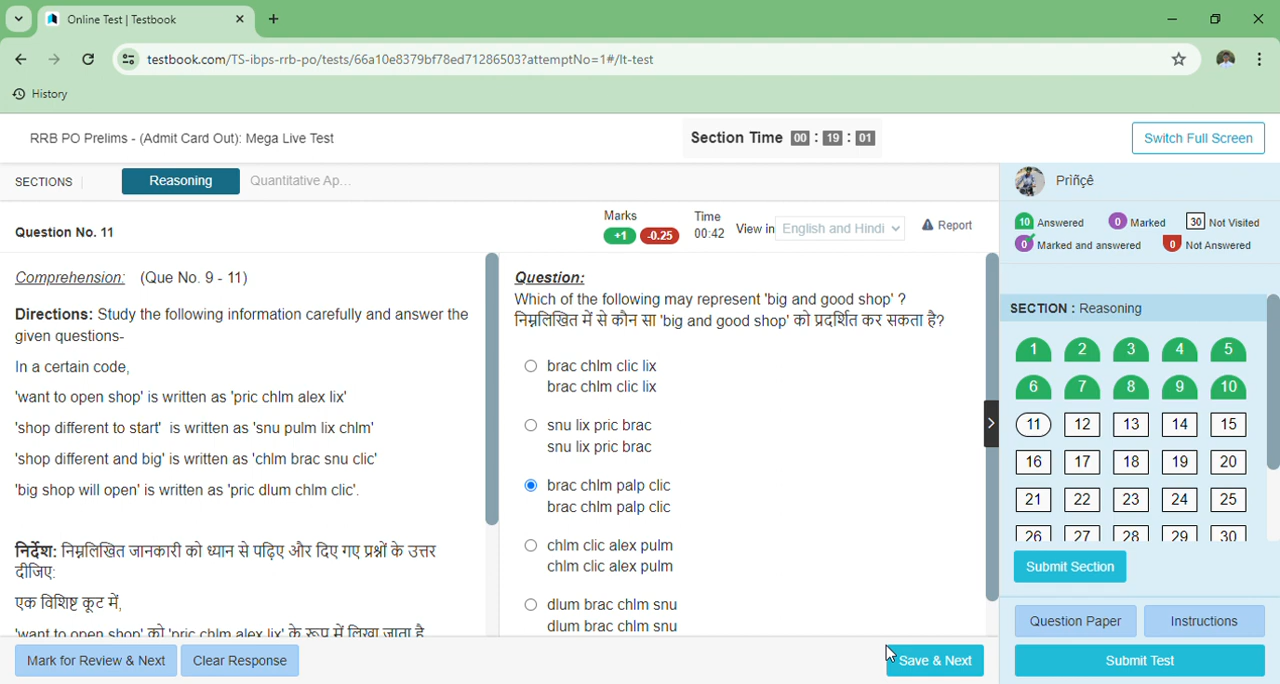 Online Test | Testbook
testbook.com/TS-ibps-rrb-po/tests/66a10e8379bf78ed71286503?attemptNo=1#/lt-test
History
RRB PO Prelims - (Admit Card Out): Mega Live Test
Section Time 00 : 19 : 01
Switch Full Screen
SECTIONS
Reasoning
Quantitative Ap...
Prìñçê
Question No. 11
Marks
+1 -0.25
Time
00:42
View in English and Hindi
Report
10 Answered
0 Marked
30 Not Visited
0 Marked and answered
0 Not Answered
Comprehension: (Que No. 9 - 11)
Directions: Study the following information carefully and answer the
given questions-
In a certain code,
'want to open shop' is written as 'pric chlm alex lix'
'shop different to start' is written as 'snu pulm lix chlm'
'shop different and big' is written as 'chlm brac snu clic'
'big shop will open' is written as 'pric dlum chlm clic'.
निर्देश: निम्नलिखित जानकारी को ध्यान से पढ़िए और दिए गए प्रश्नों के उत्तर
दीजिए:
एक विशिष्ट कूट में,
'want to open shop' को 'pric chlm alex lix' के रूप में लिखा जाता है
Question:
Which of the following may represent 'big and good shop' ?
निम्नलिखित में से कौन सा 'big and good shop' को प्रदर्शित कर सकता है?
brac chlm clic lix
brac chlm clic lix
snu lix pric brac
snu lix pric brac
brac chlm palp clic
brac chlm palp clic
chlm clic alex pulm
chlm clic alex pulm
dlum brac chlm snu
dlum brac chlm snu
SECTION : Reasoning
1 2 3 4 5
6 7 8 9 10
11 12 13 14 15
16 17 18 19 20
21 22 23 24 25
26 27 28 29 30
Submit Section
Question Paper
Instructions
Mark for Review & Next
Clear Response
Save & Next
Submit Test